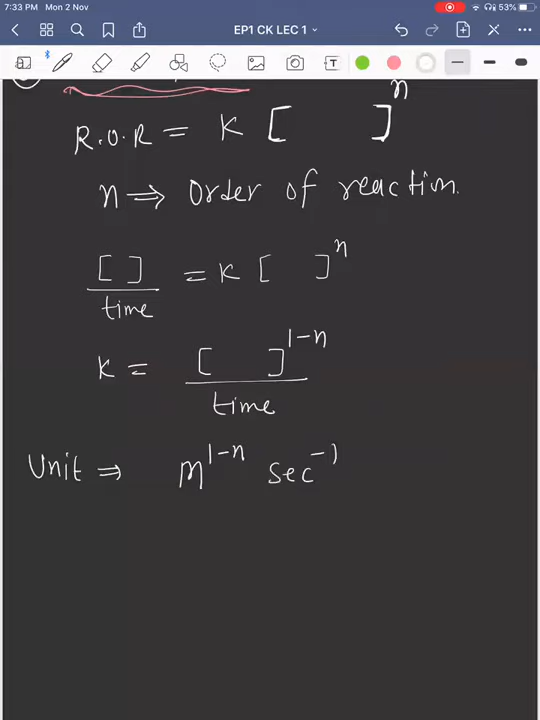 7:33 PM Mon 2 Nov 53%
EP1 CK LEC 1
R.O.R = K [ ]^n
n ⇒ Order of reaction.
[ ] / time = K [ ]^n
K = [ ]^1-n / time
Unit ⇒ M^1-n sec^-1